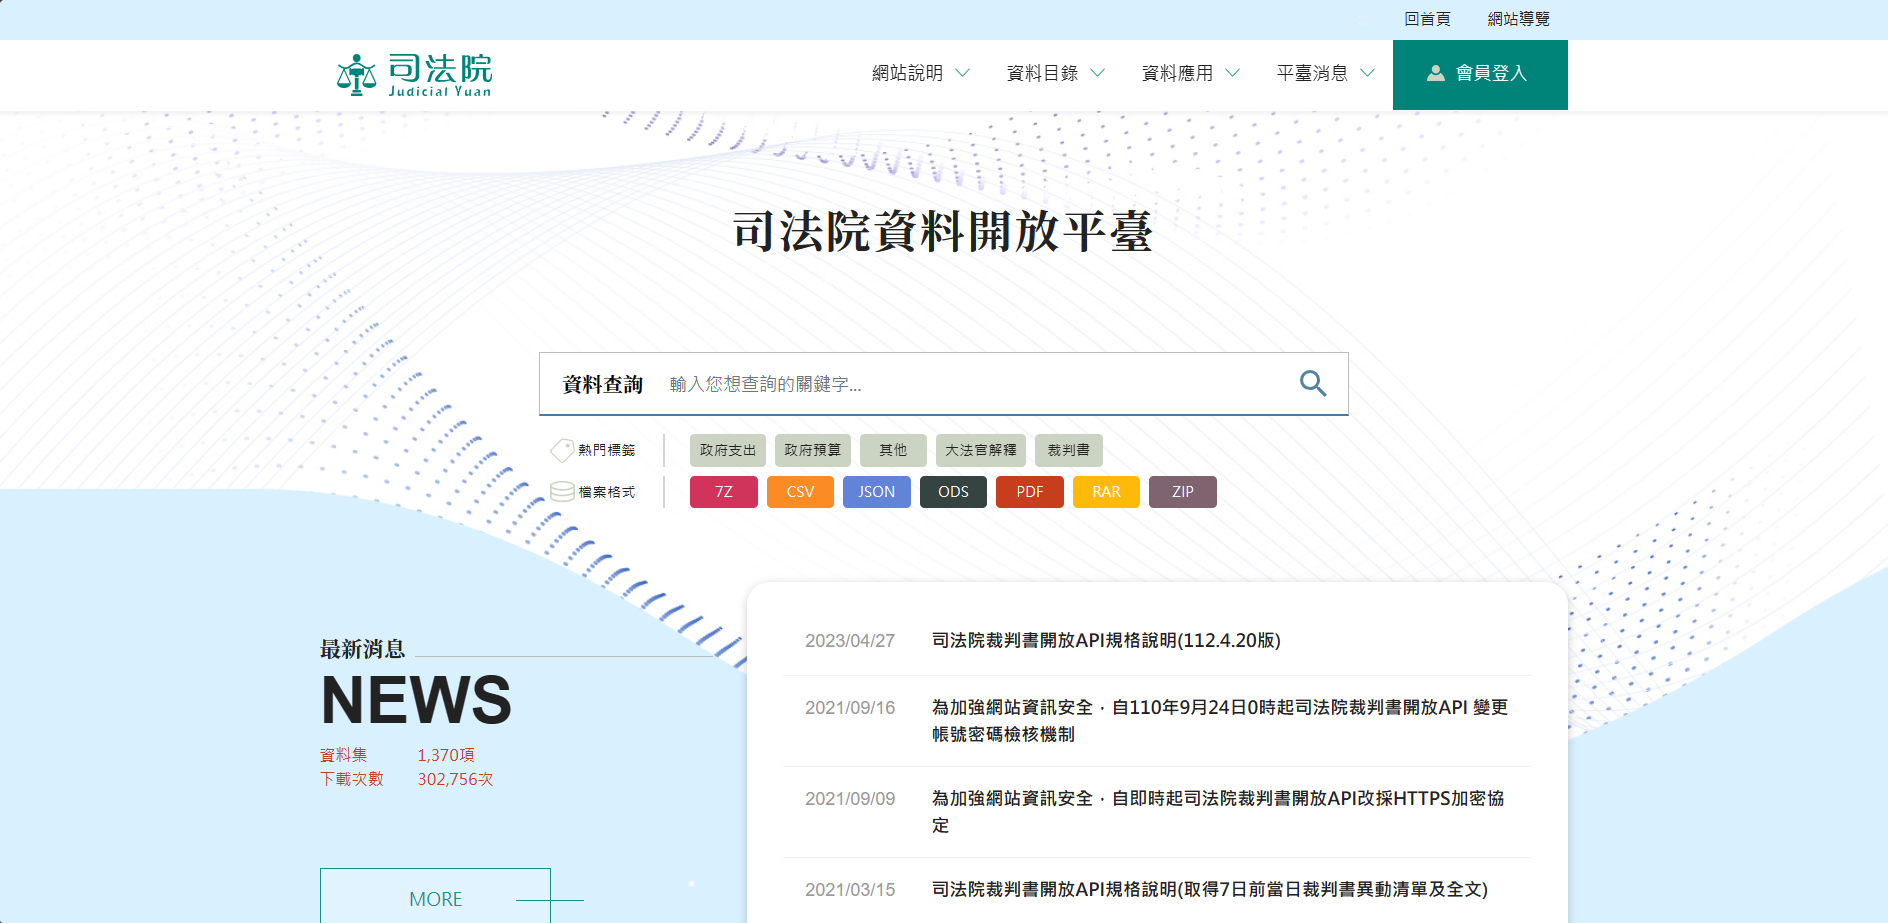 回首頁 網站導覽
司法院
Judicial Yuan
網站說明 資料目錄 資料應用 平臺消息 會員登入
司法院資料開放平臺
資料查詢 輸入您想查詢的關鍵字...
熱門標籤 政府支出 政府預算 其他 大法官解釋 裁判書
檔案格式 7Z CSV JSON ODS PDF RAR ZIP
最新消息
NEWS
資料集 1,370項
下載次數 302,756次
MORE
2023/04/27 司法院裁判書開放API規格說明(112.4.20版)
2021/09/16 為加強網站資訊安全，自110年9月24日0時起司法院裁判書開放API 變更
帳號密碼檢核機制
2021/09/09 為加強網站資訊安全，自即時起司法院裁判書開放API改採HTTPS加密協
定
2021/03/15 司法院裁判書開放API規格說明(取得7日前當日裁判書異動清單及全文)